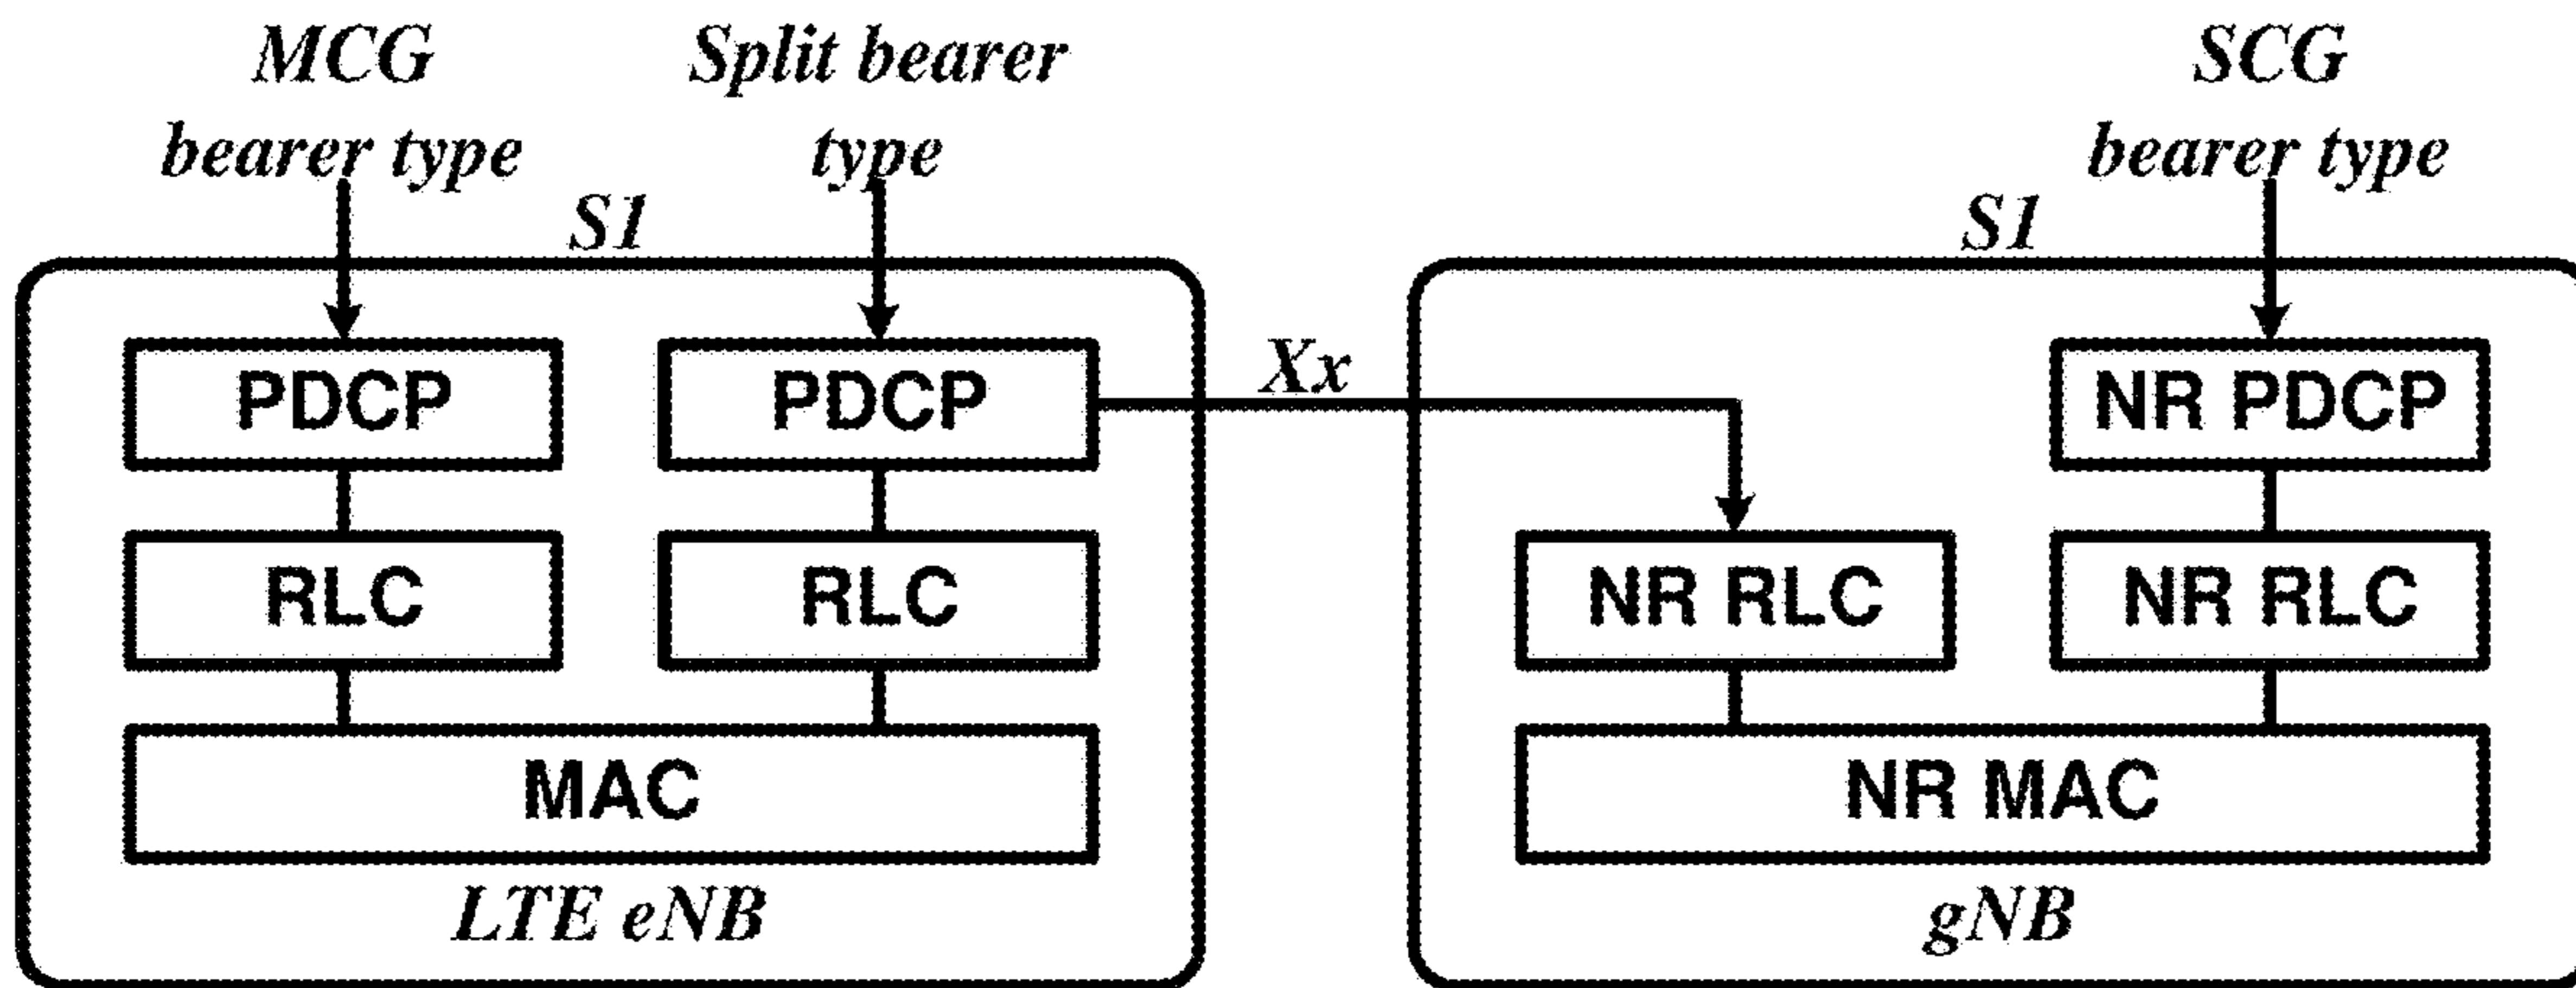 MCG
bearer type
Split bearer
type
SCG
bearer type
S1
S1
Xx
PDCP
PDCP
NR PDCP
RLC
RLC
NR RLC
NR RLC
MAC
NR MAC
LTE eNB
gNB